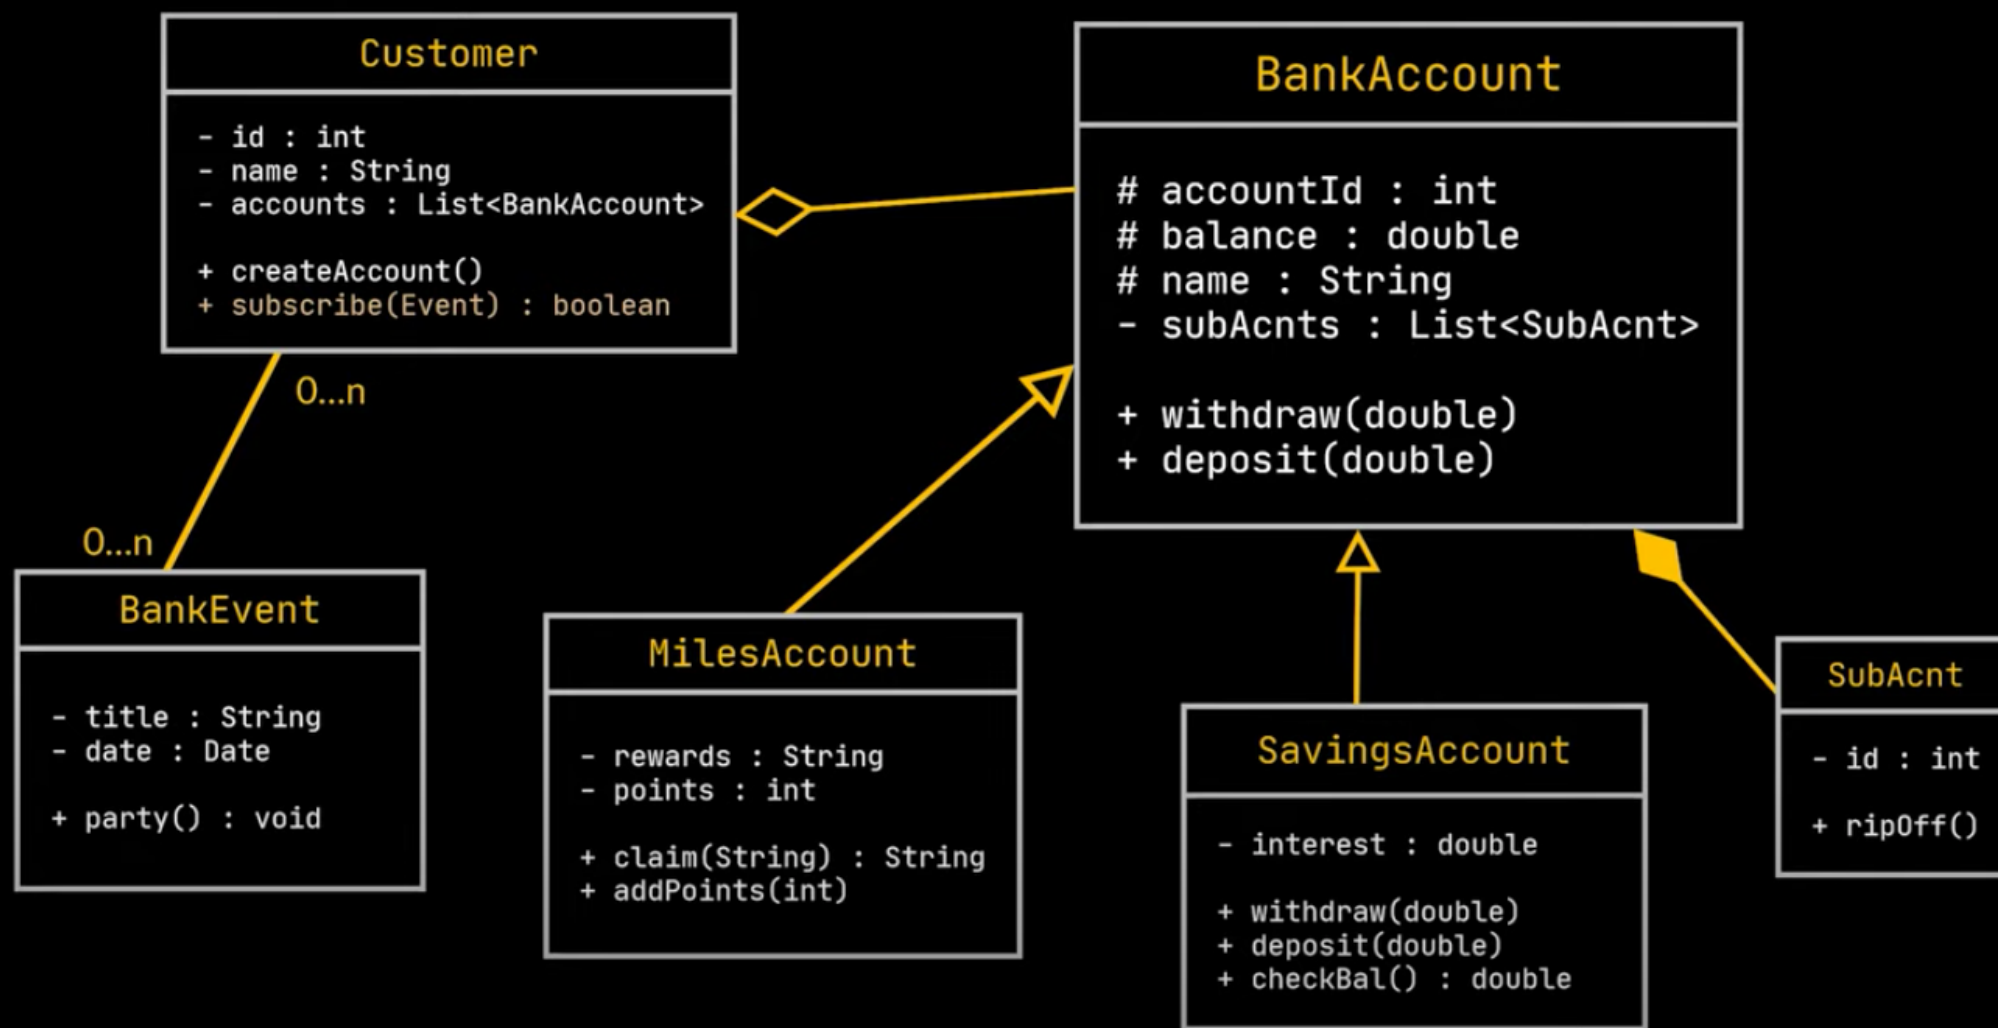 Customer
- id : int
- name : String
- accounts : List<BankAccount>
+ createAccount()
+ subscribe(Event) : boolean
BankAccount
# accountId : int
# balance : double
# name : String
- subAcnts : List<SubAcnt>
+ withdraw(double)
+ deposit(double)
0...n
0...n
BankEvent
- title : String
- date : Date
+ party() : void
MilesAccount
- rewards : String
- points : int
+ claim(String) : String
+ addPoints(int)
SavingsAccount
- interest : double
+ withdraw(double)
+ deposit(double)
+ checkBal() : double
SubAcnt
- id : int
+ ripOff()